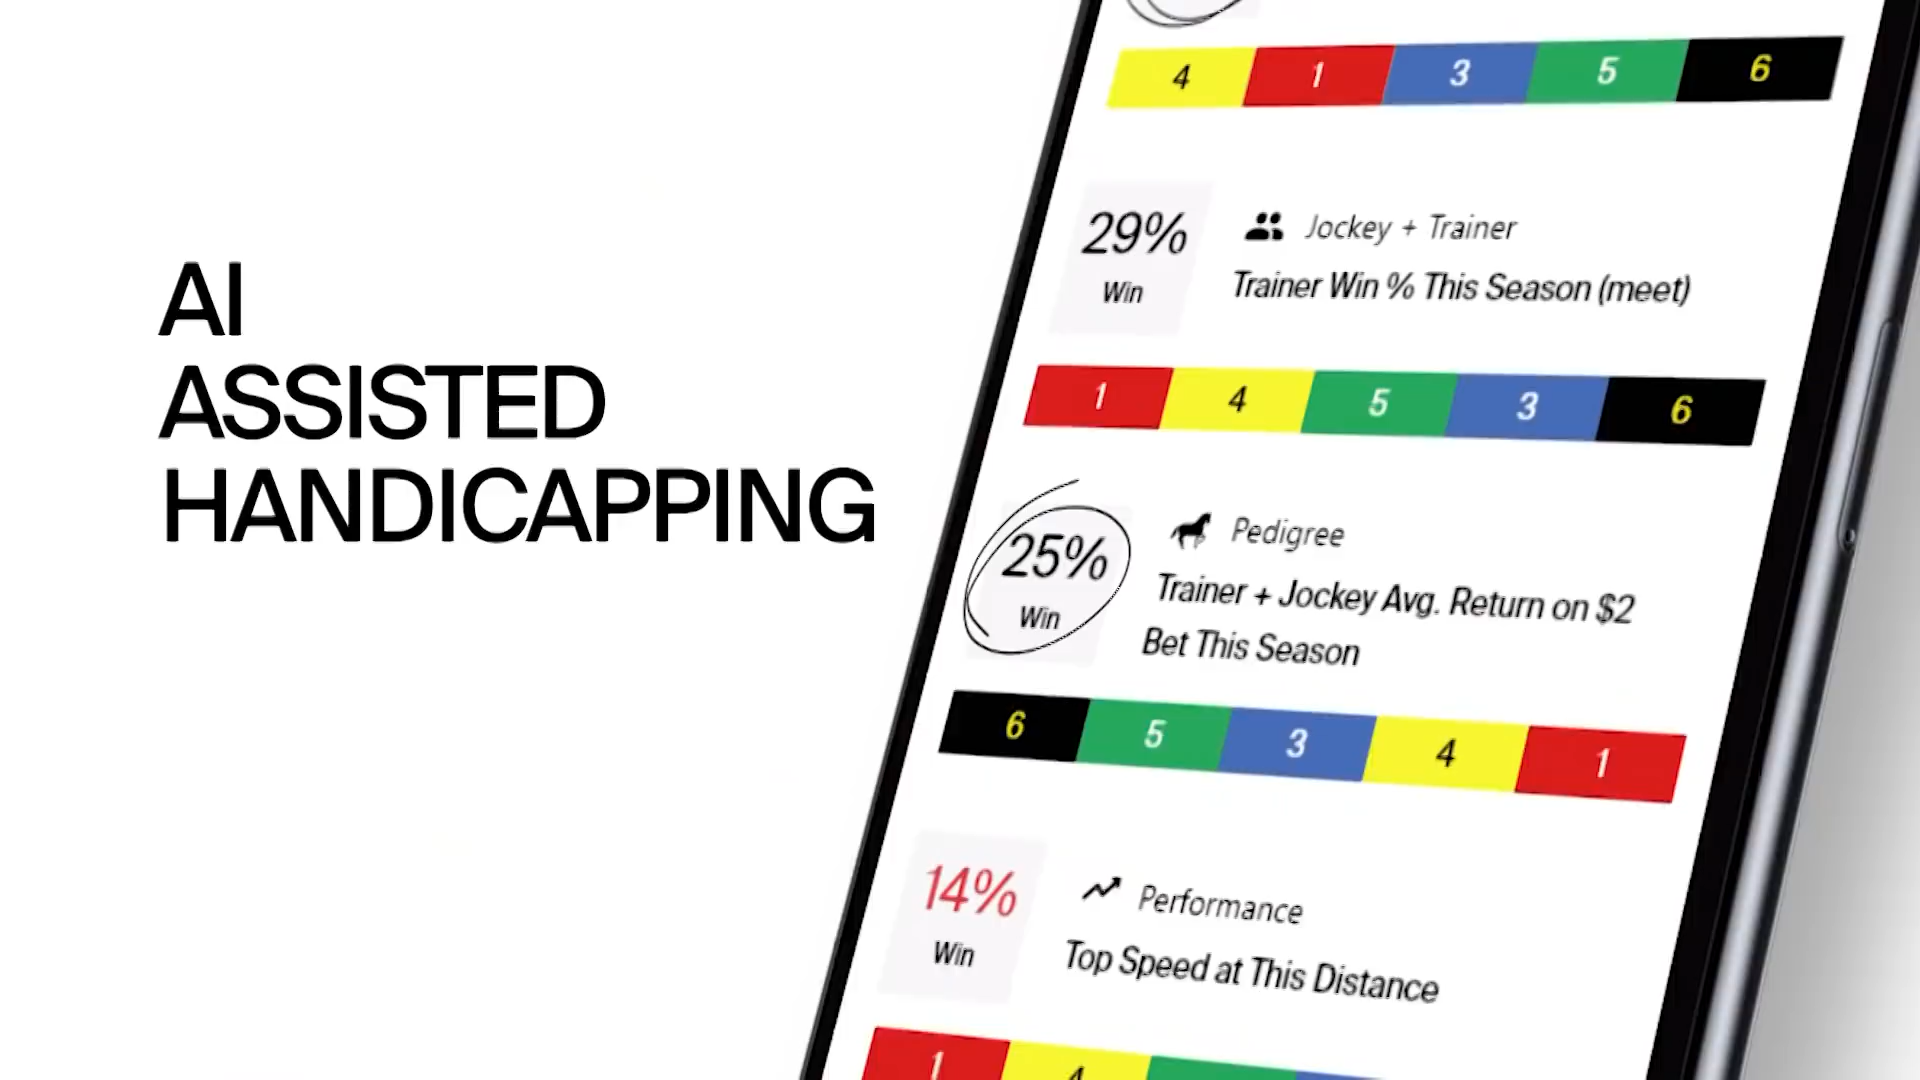 AI
ASSISTED
HANDICAPPING
4 1 3 5 6
29%
Win
Jockey + Trainer
Trainer Win % This Season (meet)
1 4 5 3 6
25%
Win
Pedigree
Trainer + Jockey Avg. Return on $2
Bet This Season
6 5 3 4 1
14%
Win
Performance
Top Speed at This Distance
1 4